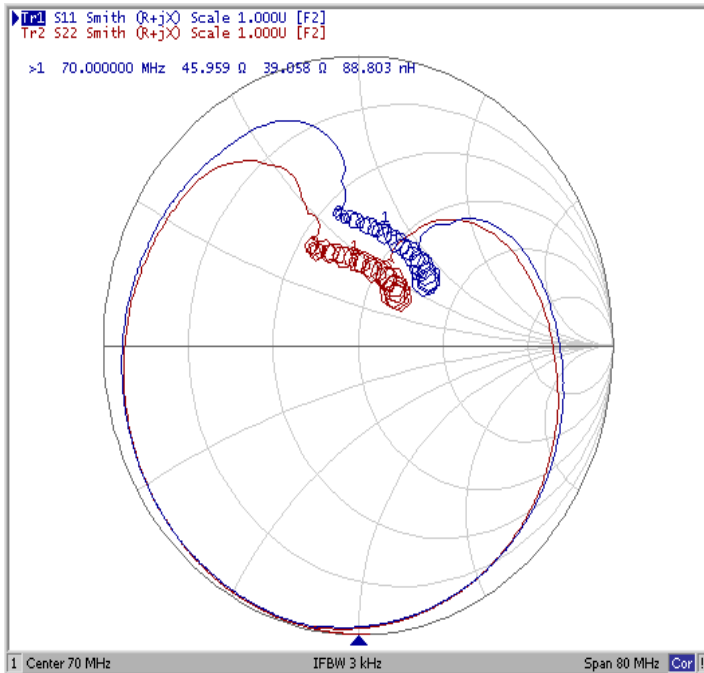 Tr1 S11 Smith (R+jX) Scale 1.000U [F2]
Tr2 S22 Smith (R+jX) Scale 1.000U [F2]
>1 70.000000 MHz 45.959 Ω 39.058 Ω 88.803 nH
1
1
1 Center 70 MHz IFBW 3 kHz Span 80 MHz Cor !